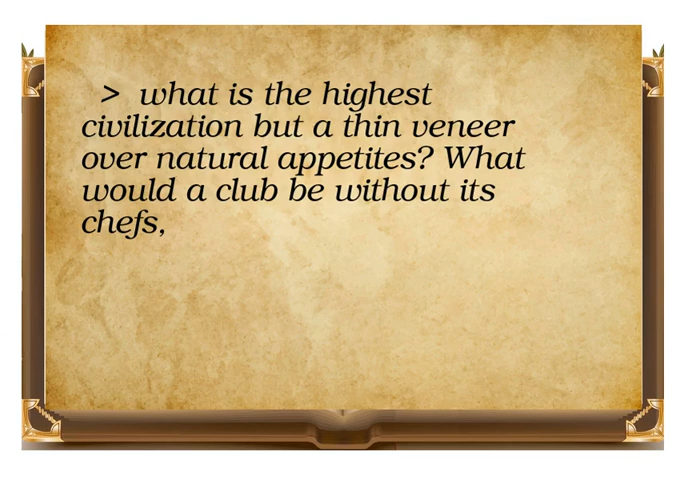 > what is the highest
civilization but a thin veneer
over natural appetites? What
would a club be without its
chefs,